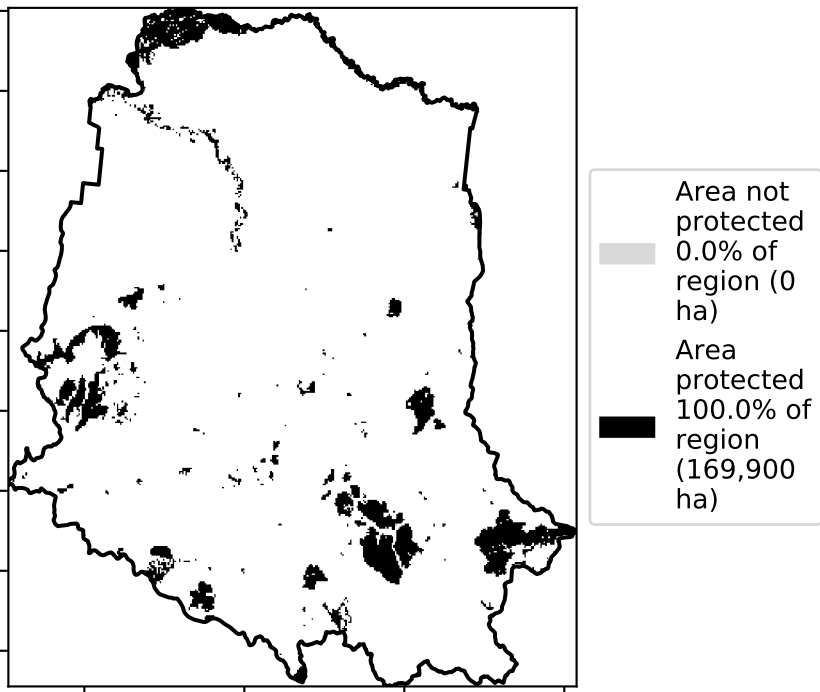 Area not
protected
0.0% of
region (0
ha)
Area
protected
100.0% of
region
(169,900
ha)